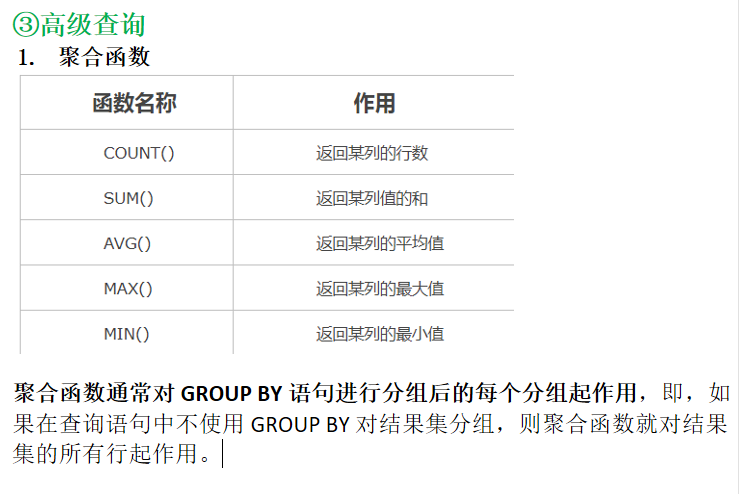 ③高级查询
1. 聚合函数
函数名称 作用
COUNT() 返回某列的行数
SUM() 返回某列值的和
AVG() 返回某列的平均值
MAX() 返回某列的最大值
MIN() 返回某列的最小值
聚合函数通常对 GROUP BY 语句进行分组后的每个分组起作用，即，如
果在查询语句中不使用 GROUP BY 对结果集分组，则聚合函数就对结果
集的所有行起作用。